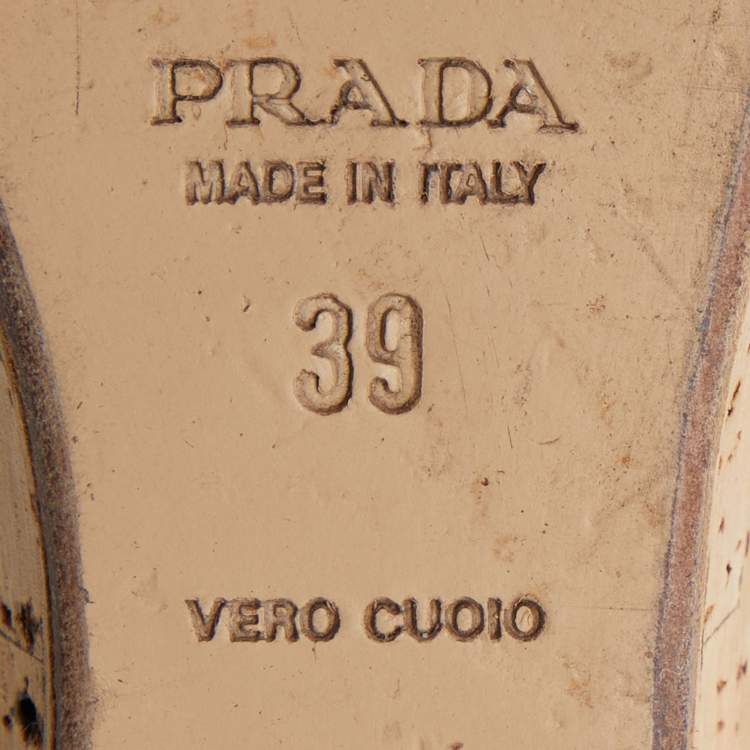 PRADA
MADE IN ITALY
39
VERO CUOIO